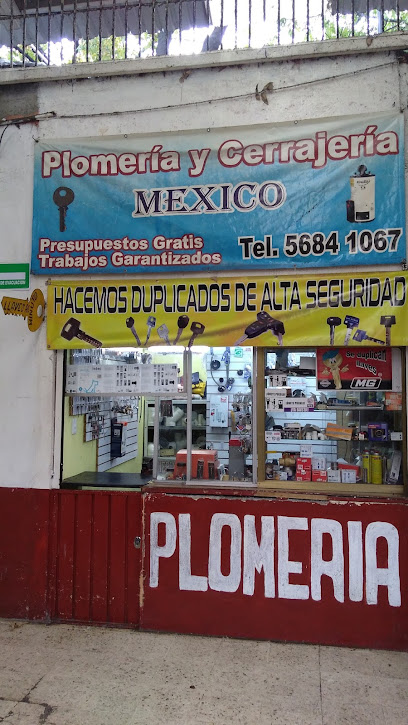 Plomería y Cerrajería
MEXICO
Presupuestos Gratis
Trabajos Garantizados
Tel. 5684 1067
HACEMOS DUPLICADOS DE ALTA SEGURIDAD
MG
PLOMERIA